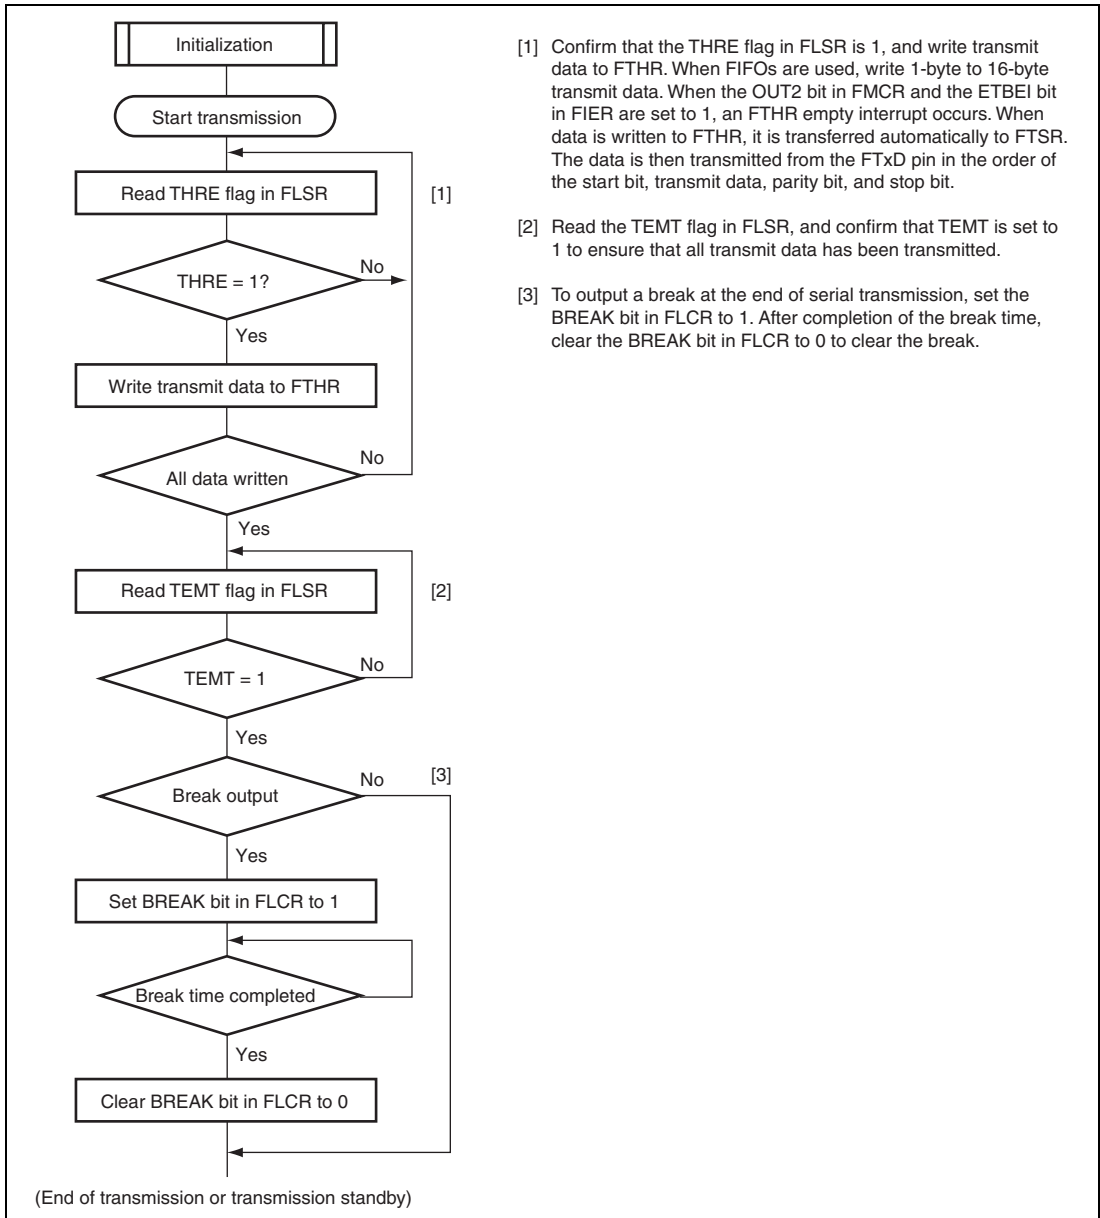 Initialization
Start transmission
Read THRE flag in FLSR
[1]
THRE = 1?
No
Yes
Write transmit data to FTHR
All data written
No
Yes
Read TEMT flag in FLSR
[2]
TEMT = 1
No
Yes
Break output
No
[3]
Yes
Set BREAK bit in FLCR to 1
Break time completed
Yes
Clear BREAK bit in FLCR to 0
(End of transmission or transmission standby)
[1] Confirm that the THRE flag in FLSR is 1, and write transmit
data to FTHR. When FIFOs are used, write 1-byte to 16-byte
transmit data. When the OUT2 bit in FMCR and the ETBEI bit
in FIER are set to 1, an FTHR empty interrupt occurs. When
data is written to FTHR, it is transferred automatically to FTSR.
The data is then transmitted from the FTxD pin in the order of
the start bit, transmit data, parity bit, and stop bit.
[2] Read the TEMT flag in FLSR, and confirm that TEMT is set to
1 to ensure that all transmit data has been transmitted.
[3] To output a break at the end of serial transmission, set the
BREAK bit in FLCR to 1. After completion of the break time,
clear the BREAK bit in FLCR to 0 to clear the break.